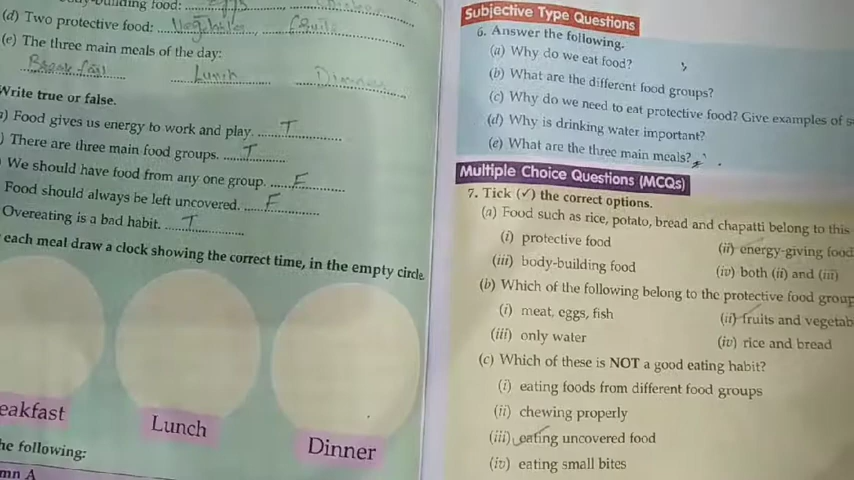 building food: Eggs
(d) Two protective food: Vegetables, Fruits
(e) The three main meals of the day:
Breakfast Lunch Dinner
Write true or false.
) Food gives us energy to work and play. T
) There are three main food groups. T
We should have food from any one group. F
Food should always be left uncovered. F
Overeating is a bad habit. T
each meal draw a clock showing the correct time, in the empty circle.
eakfast
Lunch
Dinner
he following:
mn A
Subjective Type Questions
6. Answer the following.
(a) Why do we eat food?
(b) What are the different food groups?
(c) Why do we need to eat protective food? Give examples of s
(d) Why is drinking water important?
(e) What are the three main meals?
Multiple Choice Questions (MCQs)
7. Tick (✓) the correct options.
(a) Food such as rice, potato, bread and chapatti belong to this
(i) protective food (ii) energy-giving food
(iii) body-building food (iv) both (ii) and (iii)
(b) Which of the following belong to the protective food group
(i) meat, eggs, fish (ii) fruits and vegetab
(iii) only water (iv) rice and bread
(c) Which of these is NOT a good eating habit?
(i) eating foods from different food groups
(ii) chewing properly
(iii) eating uncovered food
(iv) eating small bites